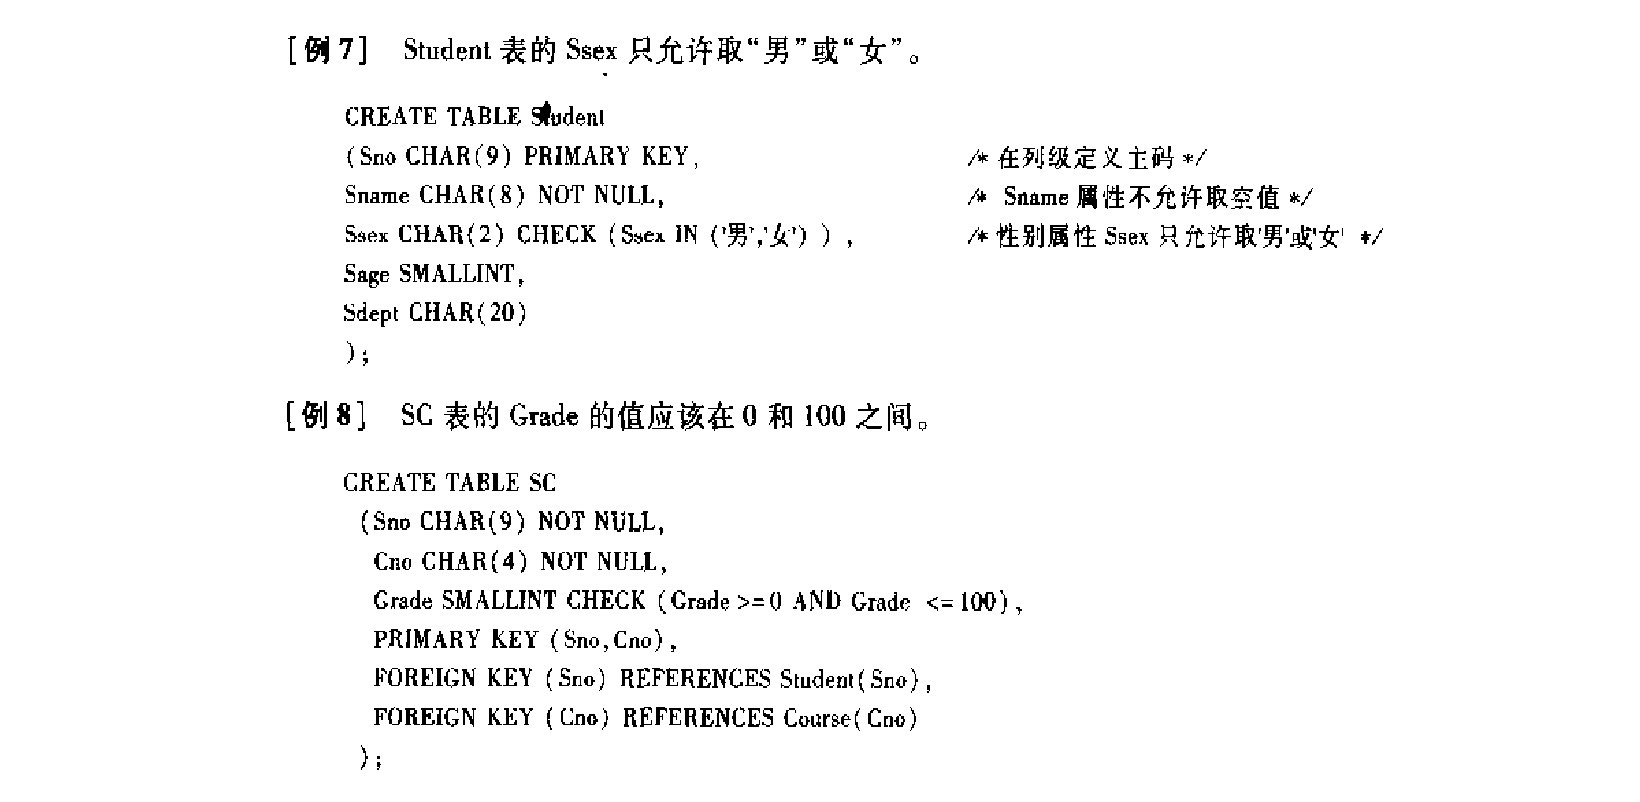 [例7] Student 表的 Ssex 只允许取“男”或“女”。
CREATE TABLE Student
(Sno CHAR(9) PRIMARY KEY, /* 在列级定义主码 */
Sname CHAR(8) NOT NULL, /* Sname 属性不允许取空值 */
Ssex CHAR(2) CHECK (Ssex IN ('男','女') ) , /* 性别属性 Ssex 只允许取'男'或'女' */
Sage SMALLINT,
Sdept CHAR(20)
);
[例8] SC 表的 Grade 的值应该在 0 和 100 之间。
CREATE TABLE SC
(Sno CHAR(9) NOT NULL,
Cno CHAR(4) NOT NULL,
Grade SMALLINT CHECK (Grade >=0 AND Grade <=100),
PRIMARY KEY (Sno,Cno),
FOREIGN KEY (Sno) REFERENCES Student(Sno),
FOREIGN KEY (Cno) REFERENCES Course(Cno)
);